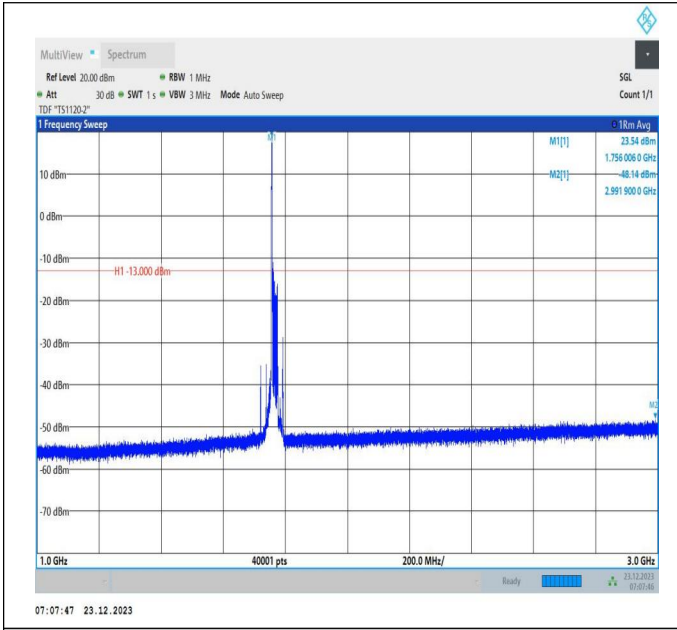 R S
MultiView Spectrum
Ref Level 20.00 dBm RBW 1 MHz SGL
Att 30 dB SWT 1 s VBW 3 MHz Mode Auto Sweep Count 1/1
TDF "TS1120-2"
1 Frequency Sweep 1Rm Avg
M1 M1[1] 23.54 dBm
1.756 006 0 GHz
10 dBm M2[1] -48.14 dBm
2.991 900 0 GHz
0 dBm
-10 dBm
H1 -13.000 dBm
-20 dBm
-30 dBm
-40 dBm
M2
-50 dBm
-60 dBm
-70 dBm
1.0 GHz 40001 pts 200.0 MHz/ 3.0 GHz
Ready 23.12.2023
07:07:46
07:07:47 23.12.2023